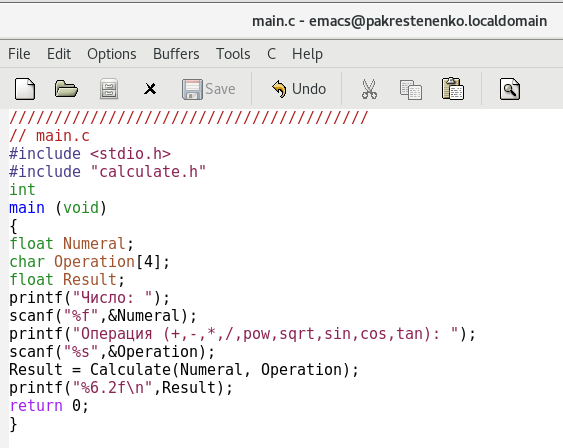 main.c - emacs@pakrestenenko.localdomain
File Edit Options Buffers Tools C Help
Save Undo
////////////////////////////////////////
// main.c
#include <stdio.h>
#include "calculate.h"
int
main (void)
{
float Numeral;
char Operation[4];
float Result;
printf("Число: ");
scanf("%f",&Numeral);
printf("Операция (+,-,*,/,pow,sqrt,sin,cos,tan): ");
scanf("%s",&Operation);
Result = Calculate(Numeral, Operation);
printf("%6.2f\n",Result);
return 0;
}